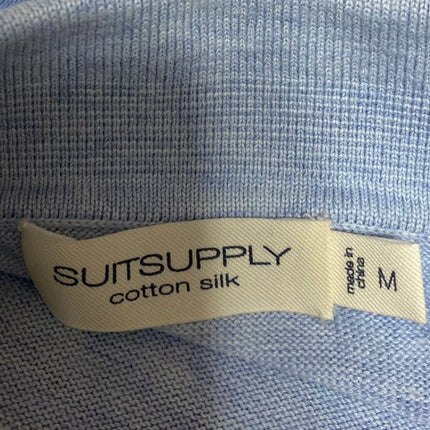 SUITSUPPLY
cotton silk
made in
china
M